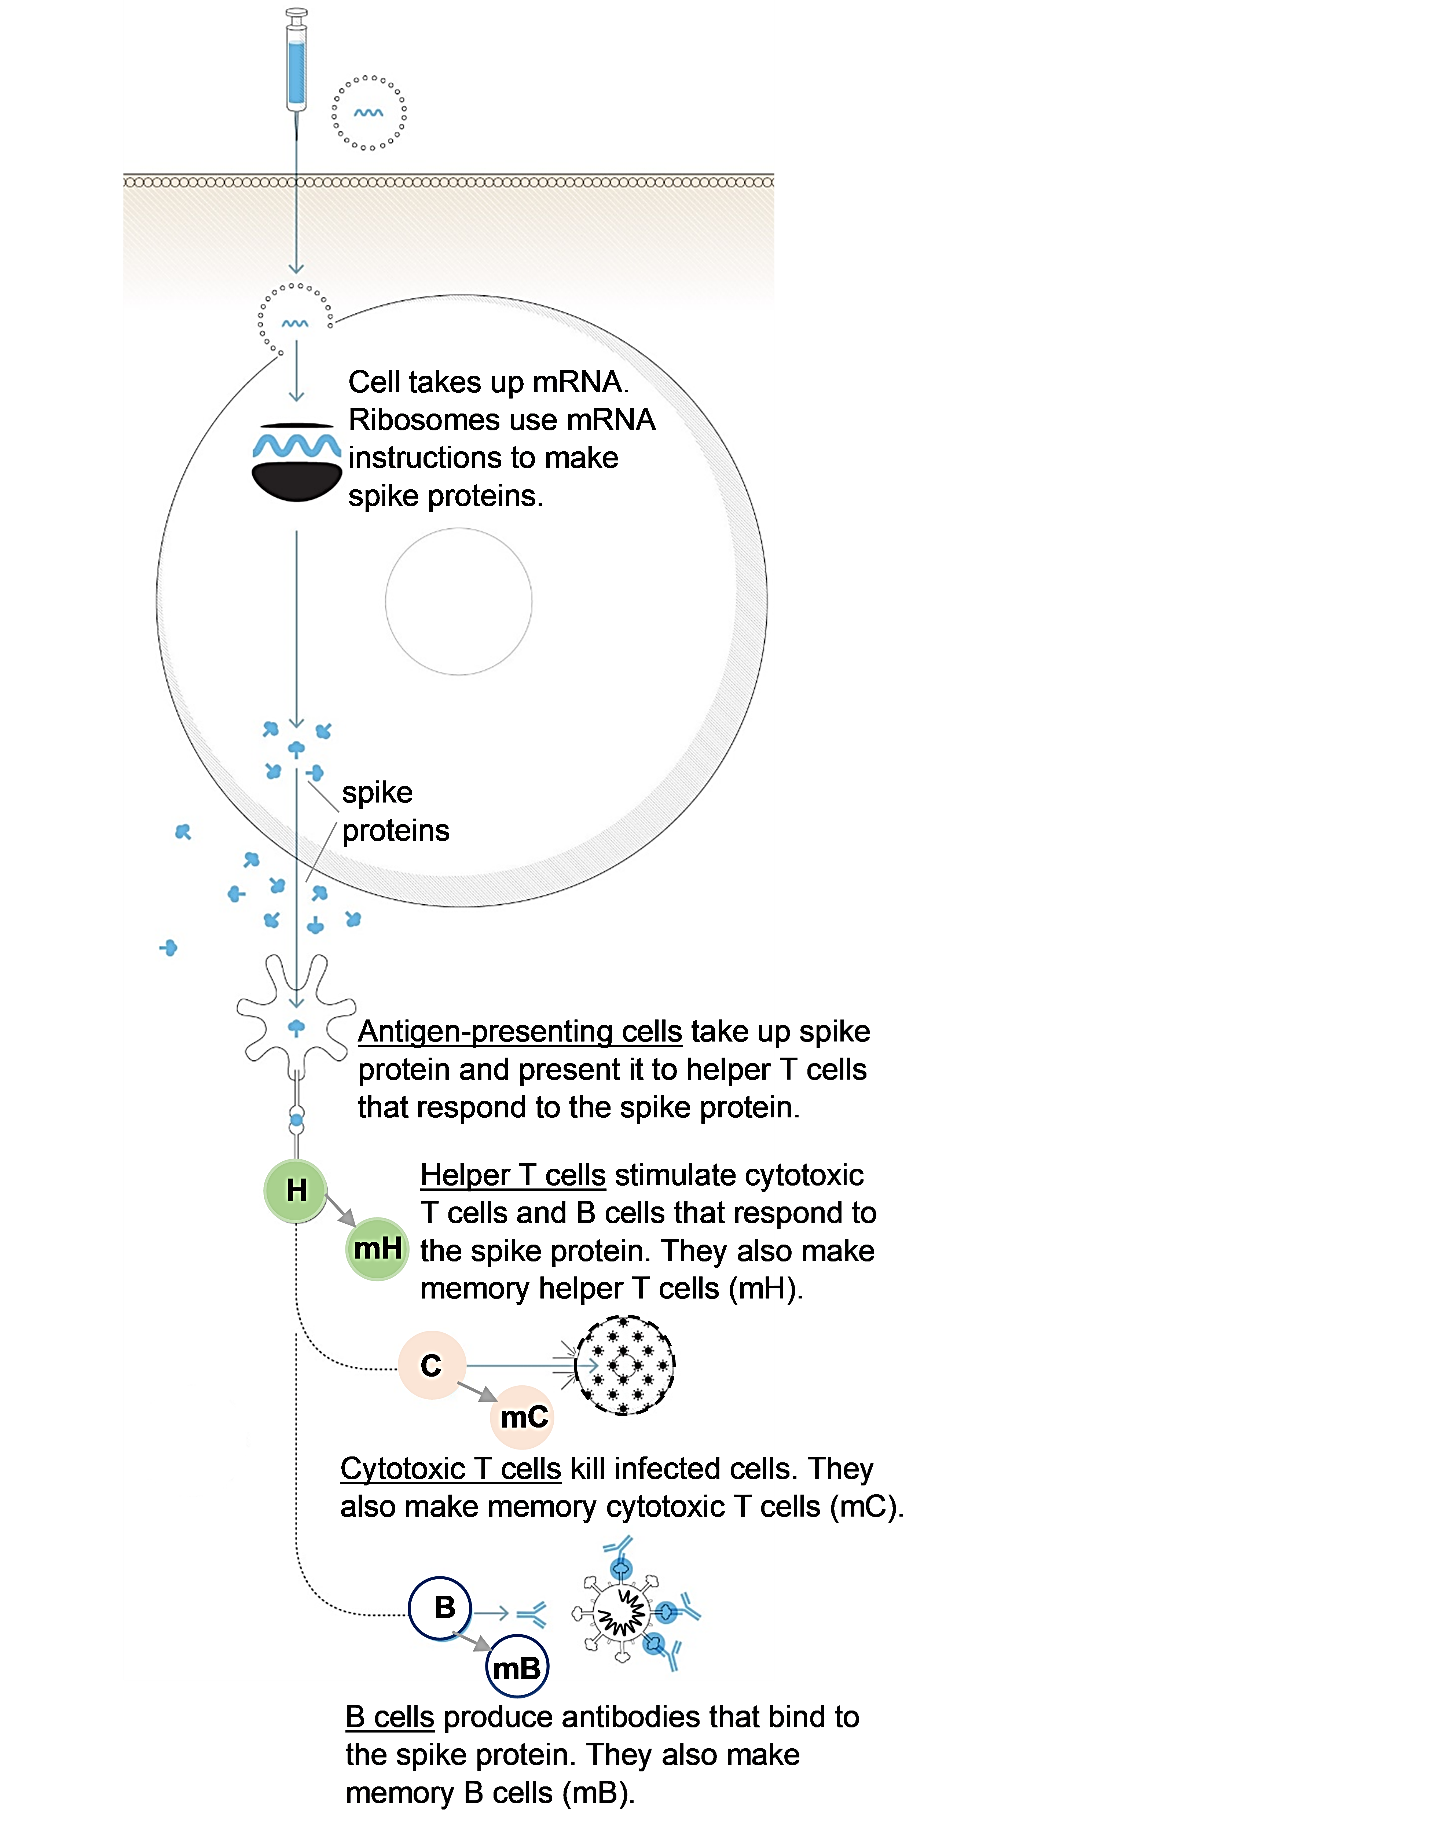 Cell takes up mRNA.
Ribosomes use mRNA
instructions to make
spike proteins.
spike
proteins
Antigen-presenting cells take up spike
protein and present it to helper T cells
that respond to the spike protein.
H
mH
Helper T cells stimulate cytotoxic
T cells and B cells that respond to
the spike protein. They also make
memory helper T cells (mH).
C
mC
Cytotoxic T cells kill infected cells. They
also make memory cytotoxic T cells (mC).
B
mB
B cells produce antibodies that bind to
the spike protein. They also make
memory B cells (mB).